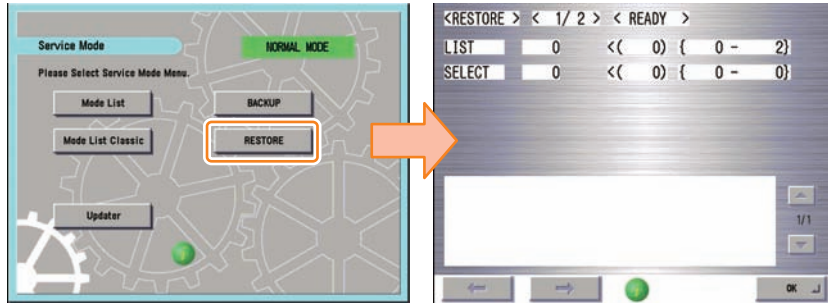 Service Mode
NORMAL MODE
Please Select Service Mode Menu.
Mode List
BACKUP
Mode List Classic
RESTORE
Updater
<RESTORE > < 1/ 2 > < READY >
LIST 0 <( 0) { 0 - 2}
SELECT 0 <( 0) { 0 - 0}
1/1
OK